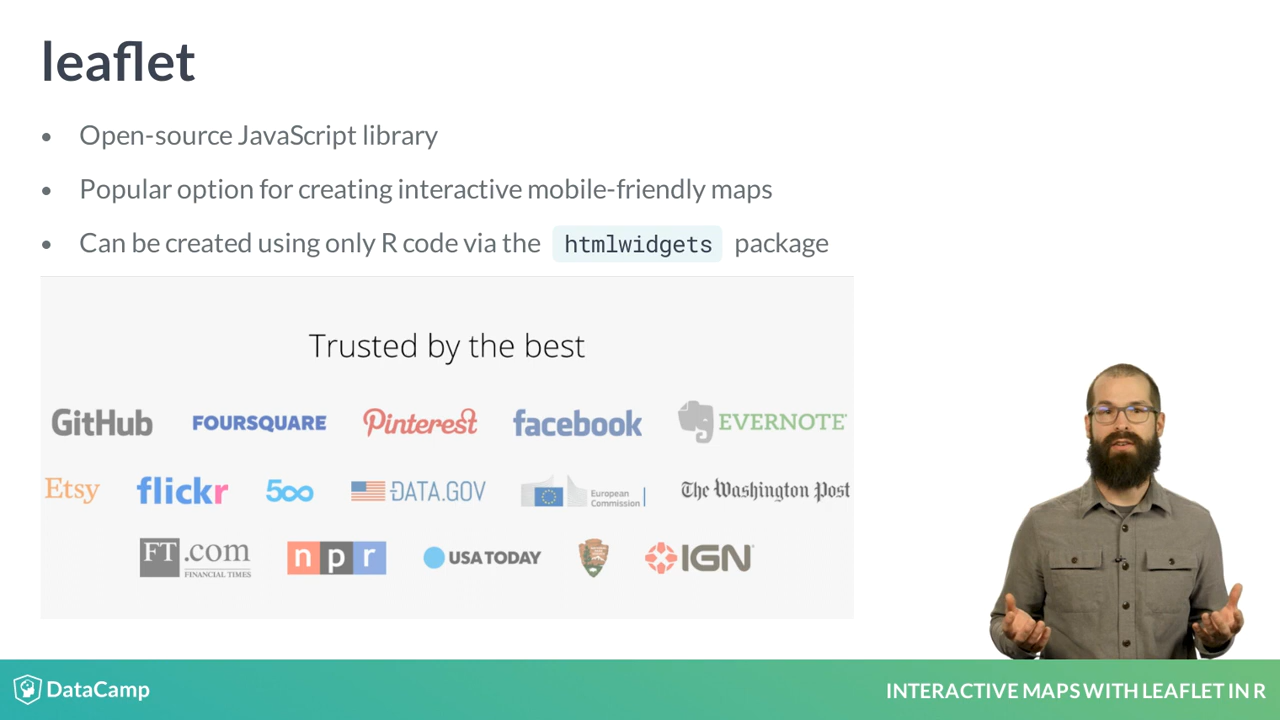 leaflet
• Open-source JavaScript library
• Popular option for creating interactive mobile-friendly maps
• Can be created using only R code via the htmlwidgets package
Trusted by the best
GitHub FOURSQUARE Pinterest facebook EVERNOTE
Etsy flickr 500 DATA.GOV European Commission The Washington Post
FT.com FINANCIAL TIMES npr USA TODAY IGN
DataCamp INTERACTIVE MAPS WITH LEAFLET IN R